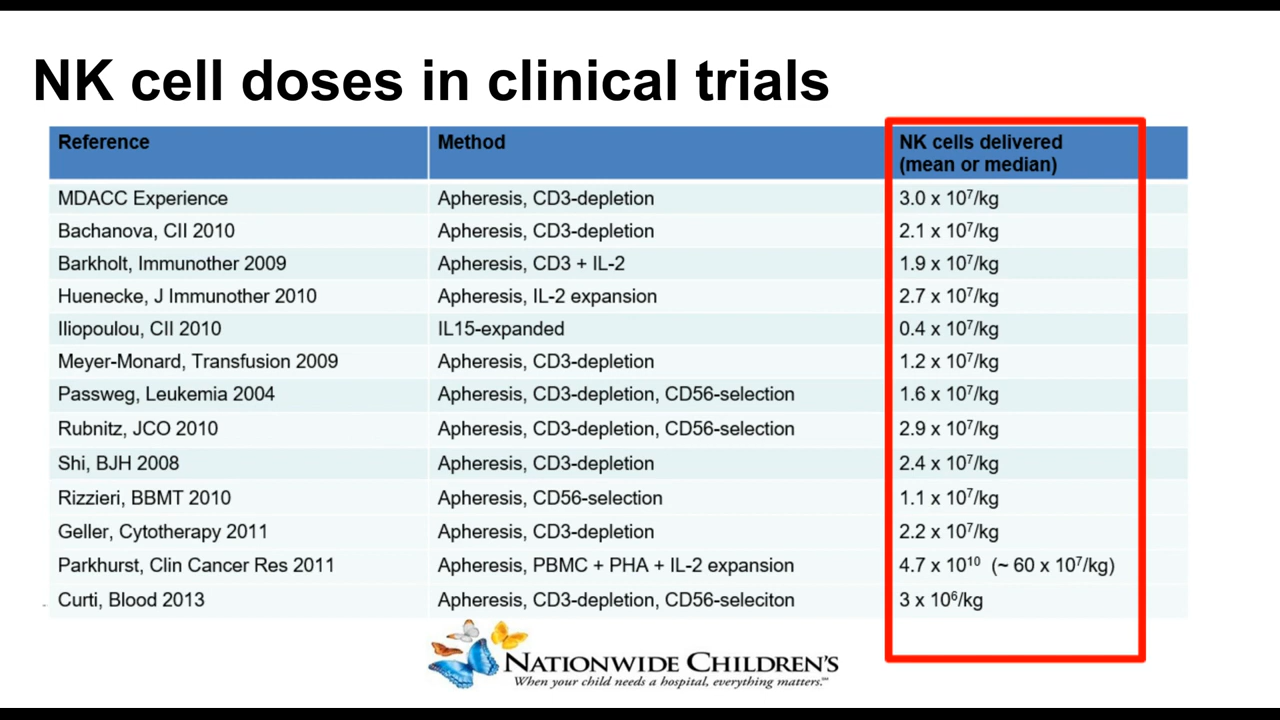 NK cell doses in clinical trials
Reference Method NK cells delivered
(mean or median)
MDACC Experience Apheresis, CD3-depletion 3.0 x 10⁷/kg
Bachanova, CII 2010 Apheresis, CD3-depletion 2.1 x 10⁷/kg
Barkholt, Immunother 2009 Apheresis, CD3 + IL-2 1.9 x 10⁷/kg
Huenecke, J Immunother 2010 Apheresis, IL-2 expansion 2.7 x 10⁷/kg
Iliopoulou, CII 2010 IL15-expanded 0.4 x 10⁷/kg
Meyer-Monard, Transfusion 2009 Apheresis, CD3-depletion 1.2 x 10⁷/kg
Passweg, Leukemia 2004 Apheresis, CD3-depletion, CD56-selection 1.6 x 10⁷/kg
Rubnitz, JCO 2010 Apheresis, CD3-depletion, CD56-selection 2.9 x 10⁷/kg
Shi, BJH 2008 Apheresis, CD3-depletion 2.4 x 10⁷/kg
Rizzieri, BBMT 2010 Apheresis, CD56-selection 1.1 x 10⁷/kg
Geller, Cytotherapy 2011 Apheresis, CD3-depletion 2.2 x 10⁷/kg
Parkhurst, Clin Cancer Res 2011 Apheresis, PBMC + PHA + IL-2 expansion 4.7 x 10¹⁰ (~ 60 x 10⁷/kg)
Curti, Blood 2013 Apheresis, CD3-depletion, CD56-seleciton 3 x 10⁶/kg
NATIONWIDE CHILDREN'S
When your child needs a hospital, everything matters.℠